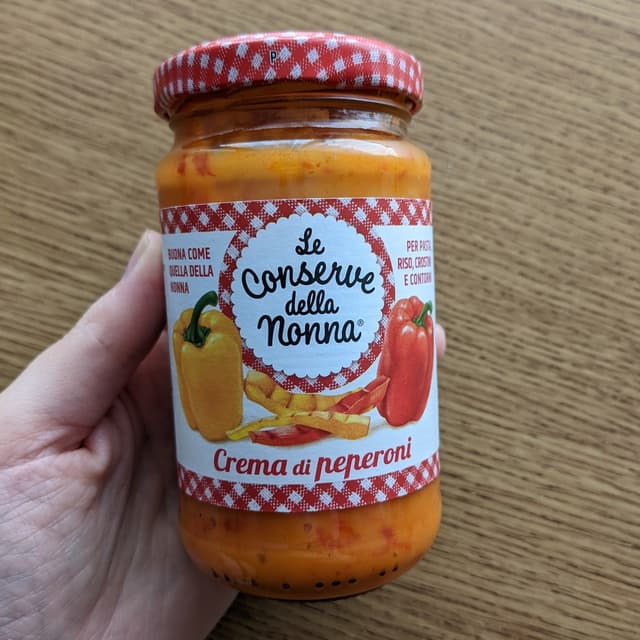 P
BUONA COME
QUELLA DELLA
NONNA
Le
Conserve
della
Nonna®
PER PASTA,
RISO, CROSTINI
E CONTORNI
Crema di peperoni